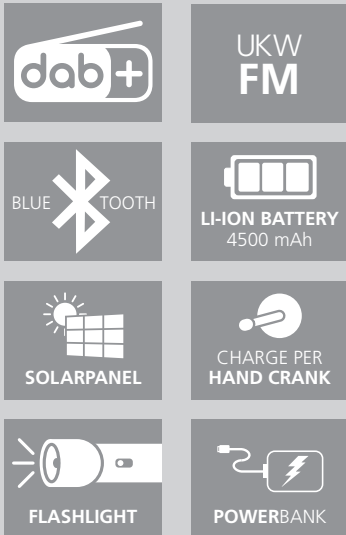 dab+
UKW
FM
BLUE TOOTH
LI-ION BATTERY
4500 mAh
SOLARPANEL
CHARGE PER
HAND CRANK
FLASHLIGHT
POWERBANK